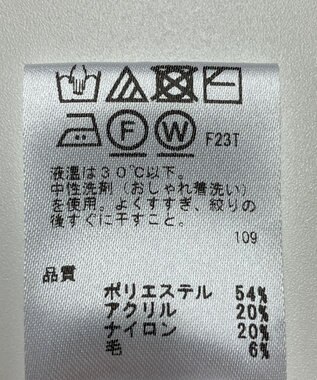 F W F23T
液温は30℃以下。
中性洗剤(おしゃれ着洗い)
を使用。よくすすぎ、絞りの
後すぐに干すこと。
109
品質
ポリエステル 54%
アクリル 20%
ナイロン 20%
毛 6%